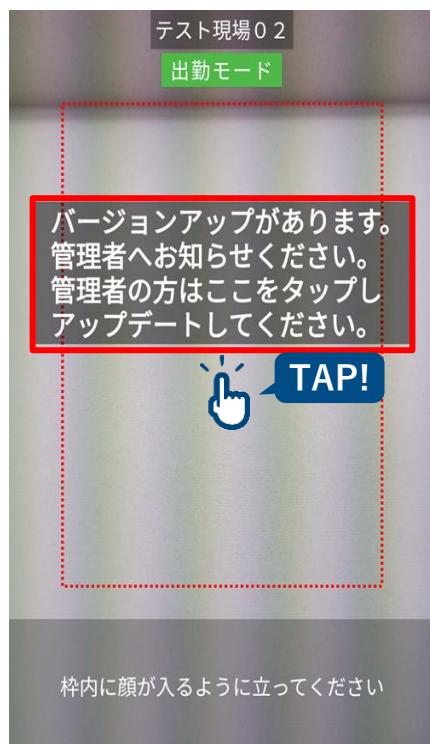 テスト現場０２
出勤モード
バージョンアップがあります。
管理者へお知らせください。
管理者の方はここをタップし
アップデートしてください。
TAP!
枠内に顔が入るように立ってください